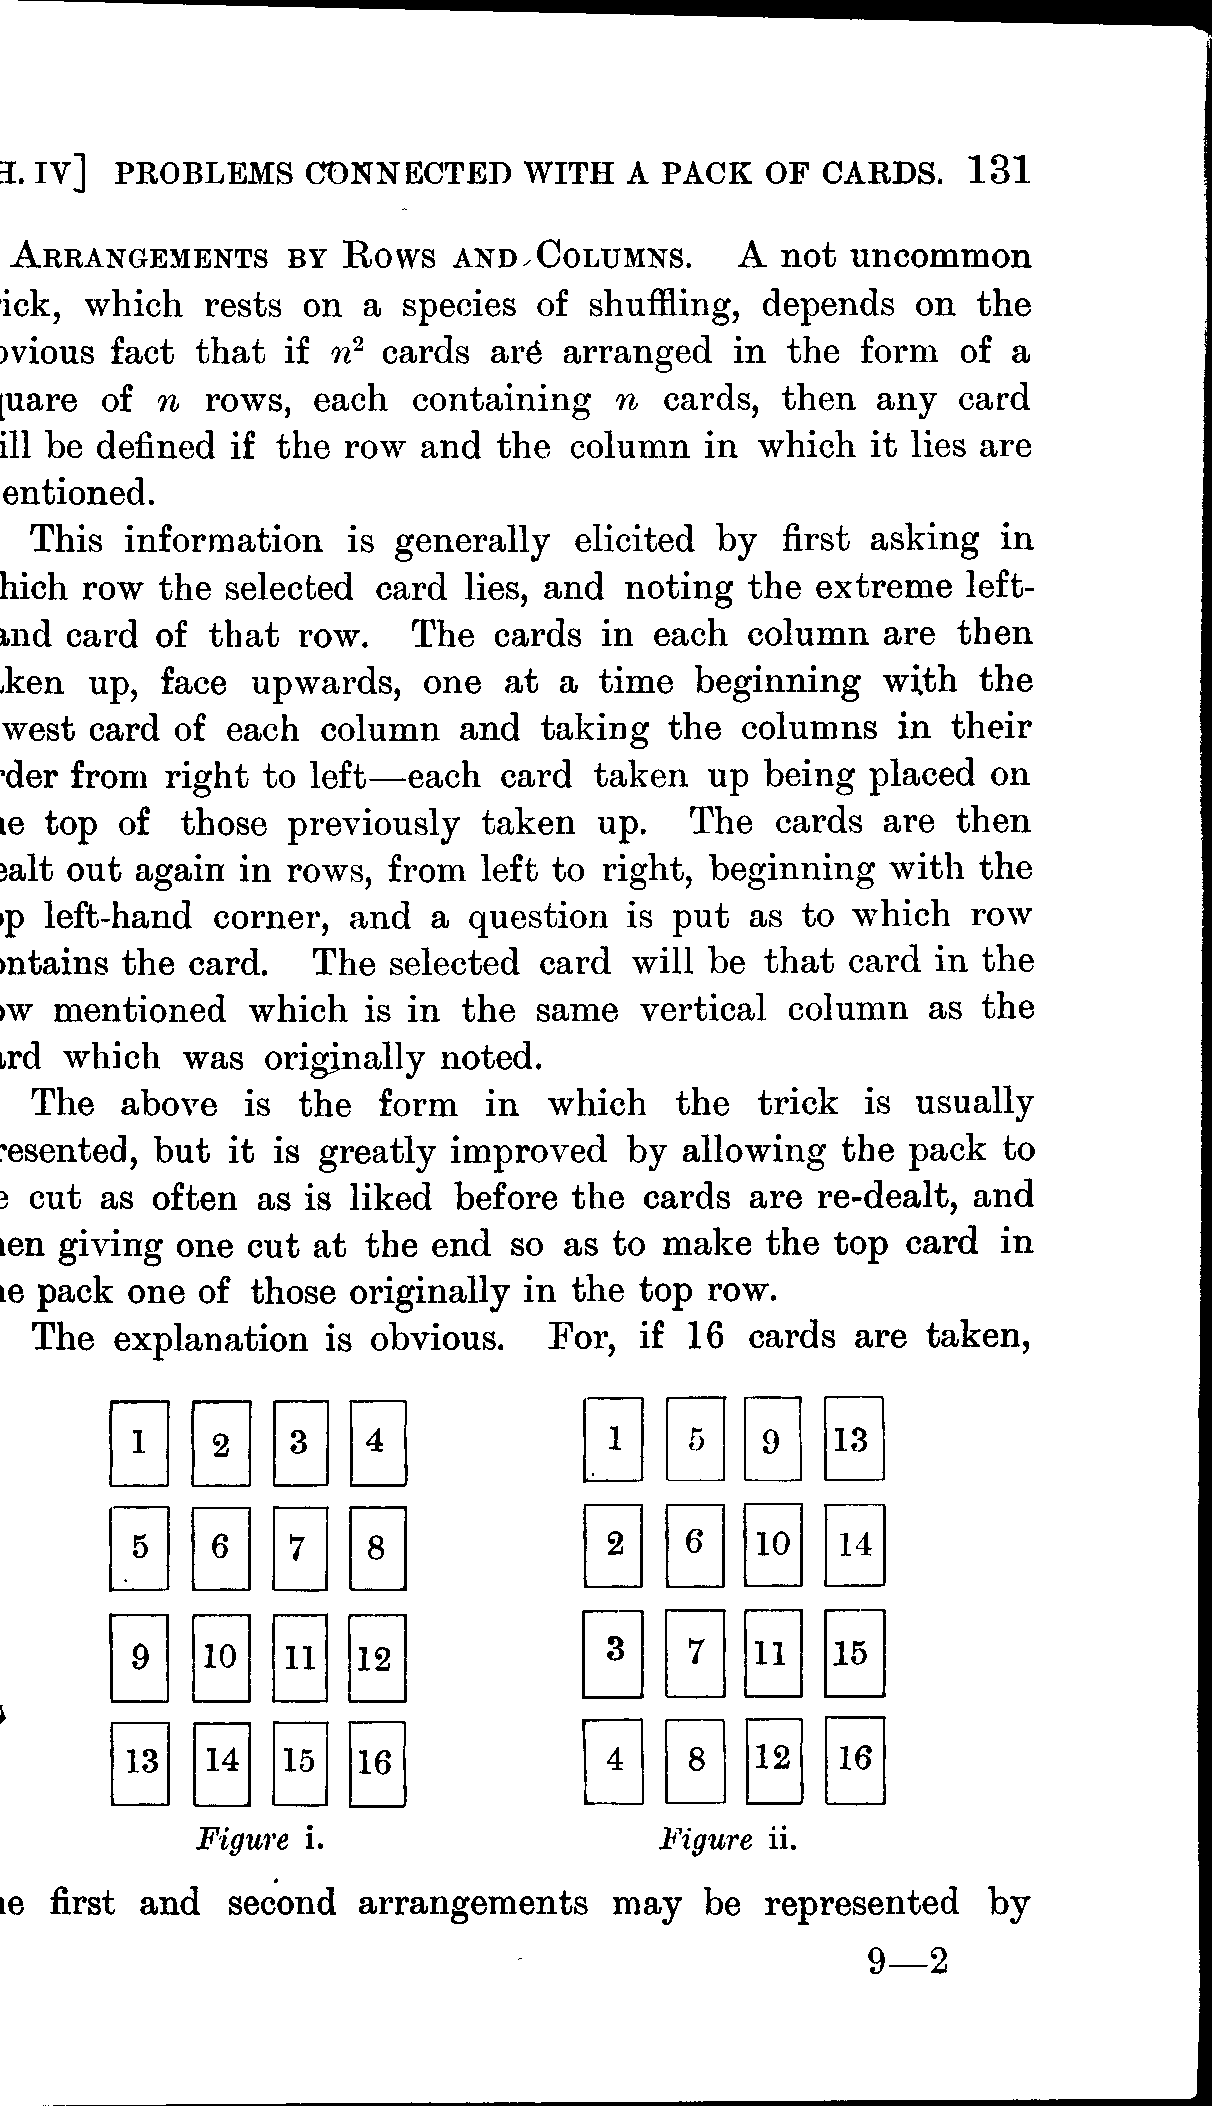 H. IV] PROBLEMS CONNECTED WITH A PACK OF CARDS. 131
ARRANGEMENTS BY ROWS AND COLUMNS. A not uncommon
ick, which rests on a species of shuffling, depends on the
vious fact that if n² cards are arranged in the form of a
uare of n rows, each containing n cards, then any card
ill be defined if the row and the column in which it lies are
entioned.
This information is generally elicited by first asking in
hich row the selected card lies, and noting the extreme left-
nd card of that row. The cards in each column are then
ken up, face upwards, one at a time beginning with the
west card of each column and taking the columns in their
der from right to left—each card taken up being placed on
e top of those previously taken up. The cards are then
ealt out again in rows, from left to right, beginning with the
p left-hand corner, and a question is put as to which row
ontains the card. The selected card will be that card in the
ow mentioned which is in the same vertical column as the
rd which was originally noted.
The above is the form in which the trick is usually
resented, but it is greatly improved by allowing the pack to
e cut as often as is liked before the cards are re-dealt, and
en giving one cut at the end so as to make the top card in
e pack one of those originally in the top row.
The explanation is obvious. For, if 16 cards are taken,
1 2 3 4
5 6 7 8
9 10 11 12
13 14 15 16
Figure i.
1 5 9 13
2 6 10 14
3 7 11 15
4 8 12 16
Figure ii.
e first and second arrangements may be represented by
9—2